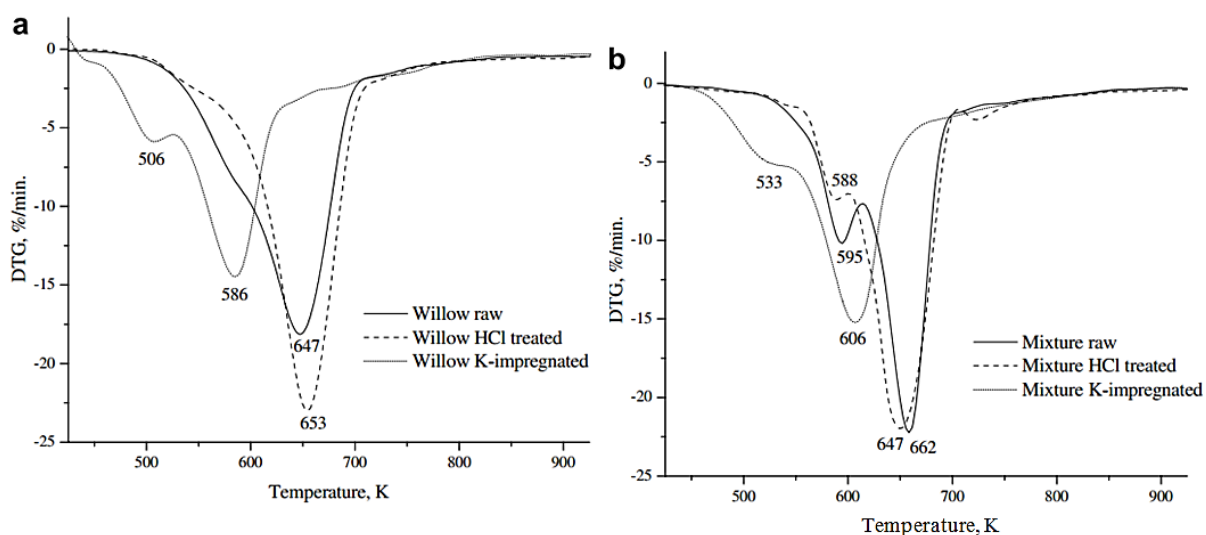 a
0
-5
-10
-15
-20
-25
DTG, %/min.
506
586
647
653
Willow raw
Willow HCl treated
Willow K-impregnated
500
600
700
800
900
Temperature, K
b
0
-5
-10
-15
-20
-25
DTG, %/min.
533
588
595
606
647 662
Mixture raw
Mixture HCl treated
Mixture K-impregnated
500
600
700
800
900
Temperature, K